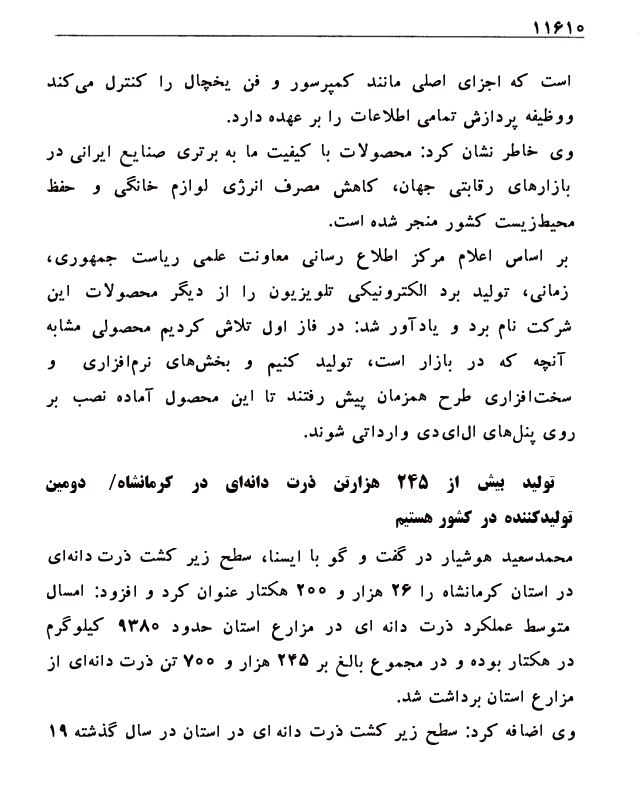 ۱۱۶۱۰
است که اجزای اصلی مانند کمپرسور و فن یخچال را کنترل می‌کند
ووظیفه پردازش تمامی اطلاعات را بر عهده دارد.
وی خاطر نشان کرد: محصولات با کیفیت ما به برتری صنایع ایرانی در
بازارهای رقابتی جهان، کاهش مصرف انرژی لوازم خانگی و حفظ
محیط‌زیست کشور منجر شده است.
بر اساس اعلام مرکز اطلاع رسانی معاونت علمی ریاست جمهوری،
زمانی، تولید برد الکترونیکی تلویزیون را از دیگر محصولات این
شرکت نام برد و یادآور شد: در فاز اول تلاش کردیم محصولی مشابه
آنچه که در بازار است، تولید کنیم و بخش‌های نرم‌افزاری و
سخت‌افزاری طرح همزمان پیش رفتند تا این محصول آماده نصب بر
روی پنل‌های ال‌ای‌دی وارداتی شوند.
تولید بیش از ۲۴۵ هزارتن ذرت دانه‌ای در کرمانشاه/ دومین
تولیدکننده در کشور هستیم
محمدسعید هوشیار در گفت و گو با ایسنا، سطح زیر کشت ذرت دانه‌ای
در استان کرمانشاه را ۲۶ هزار و ۲۰۰ هکتار عنوان کرد و افزود: امسال
متوسط عملکرد ذرت دانه ای در مزارع استان حدود ۹۳۸۰ کیلوگرم
در هکتار بوده و در مجموع بالغ بر ۲۴۵ هزار و ۷۰۰ تن ذرت دانه‌ای از
مزارع استان برداشت شد.
وی اضافه کرد: سطح زیر کشت ذرت دانه ای در استان در سال گذشته ۱۹